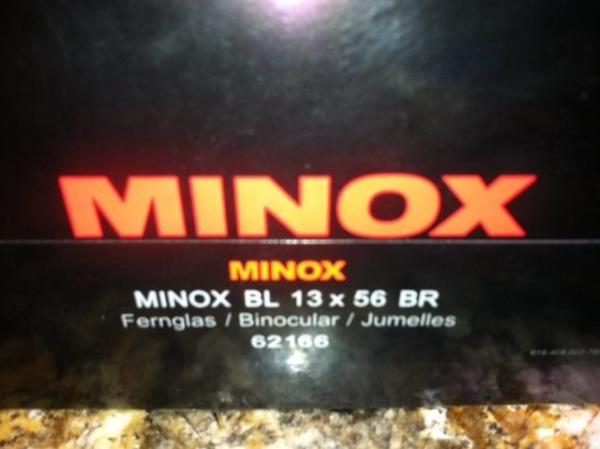 MINOX
MINOX
MINOX BL 13 x 56 BR
Fernglas / Binocular / Jumelles
62166